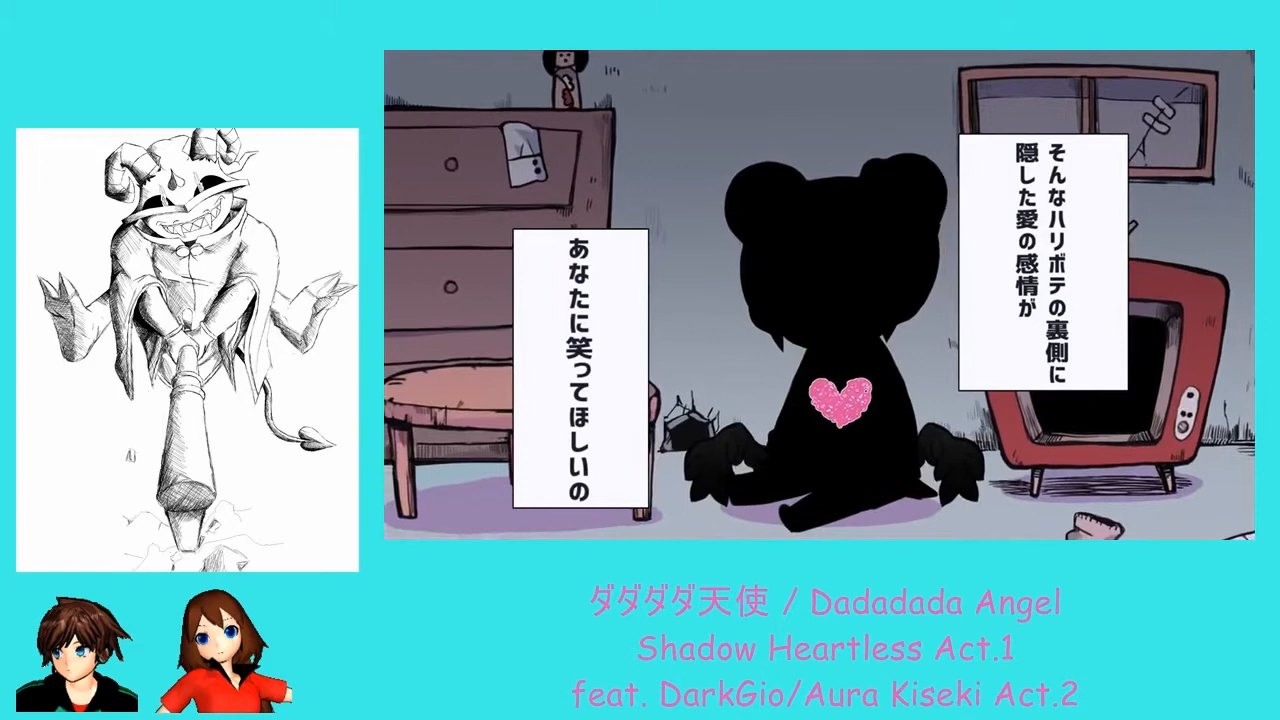 そんなハリボテの裏側に
隠した愛の感情が
あなたに笑ってほしいの
ダダダダ天使 / Dadadada Angel
Shadow Heartless Act.1
feat. DarkGio/Aura Kiseki Act.2